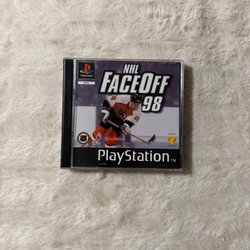 NHL
FACEOFF
98
PlayStation